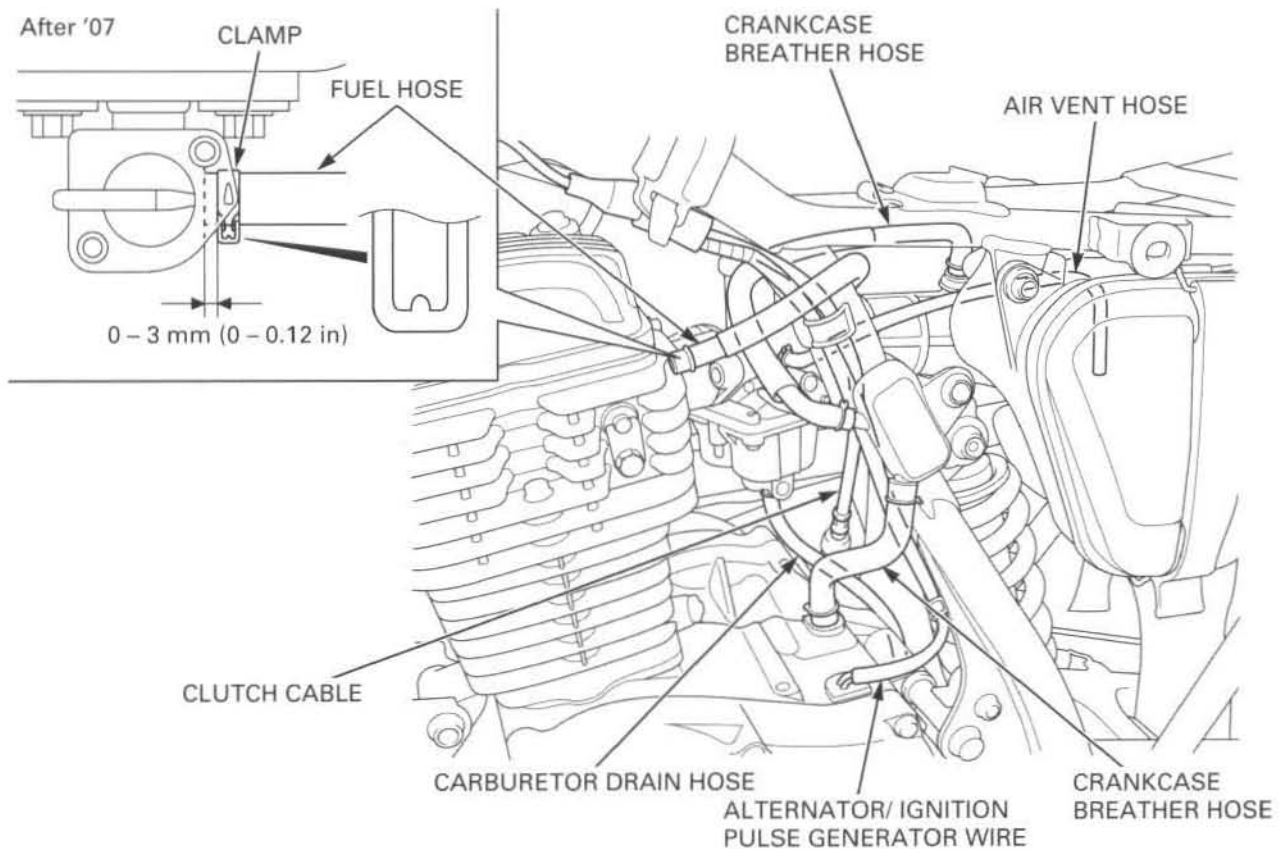 After '07
CLAMP
FUEL HOSE
0 – 3 mm (0 – 0.12 in)
CRANKCASE
BREATHER HOSE
AIR VENT HOSE
CLUTCH CABLE
CARBURETOR DRAIN HOSE
ALTERNATOR/ IGNITION
PULSE GENERATOR WIRE
CRANKCASE
BREATHER HOSE